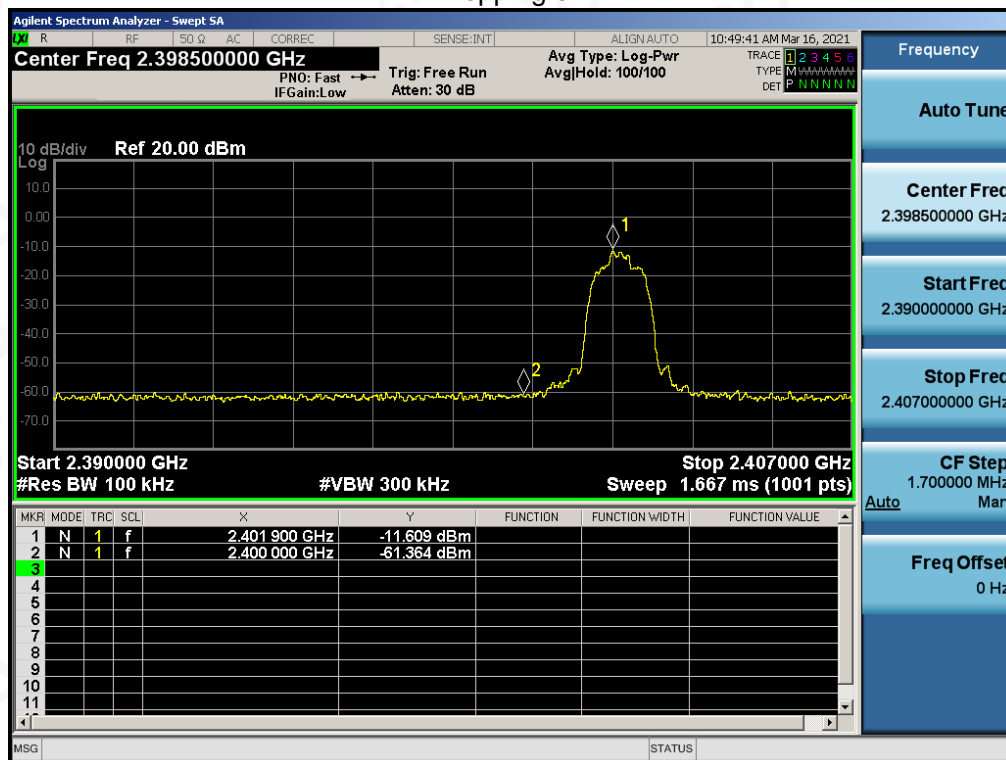 Agilent Spectrum Analyzer - Swept SA
LXI R RF 50 Ω AC CORREC SENSE:INT ALIGN AUTO 10:49:41 AM Mar 16, 2021
Center Freq 2.398500000 GHz
PNO: Fast
IFGain:Low
Trig: Free Run
Atten: 30 dB
Avg Type: Log-Pwr
Avg|Hold: 100/100
TRACE 1 2 3 4 5 6
TYPE M
DET P N N N N N
10 dB/div Ref 20.00 dBm
Log
10.0
0.00
-10.0
-20.0
-30.0
-40.0
-50.0
-60.0
-70.0
1
2
Start 2.390000 GHz Stop 2.407000 GHz
#Res BW 100 kHz #VBW 300 kHz Sweep 1.667 ms (1001 pts)
MKR MODE TRC SCL X Y FUNCTION FUNCTION WIDTH FUNCTION VALUE
1 N 1 f 2.401 900 GHz -11.609 dBm
2 N 1 f 2.400 000 GHz -61.364 dBm
3
4
5
6
7
8
9
10
11
MSG STATUS
Frequency
Auto Tune
Center Freq
2.398500000 GHz
Start Freq
2.390000000 GHz
Stop Freq
2.407000000 GHz
CF Step
1.700000 MHz
Auto Man
Freq Offset
0 Hz